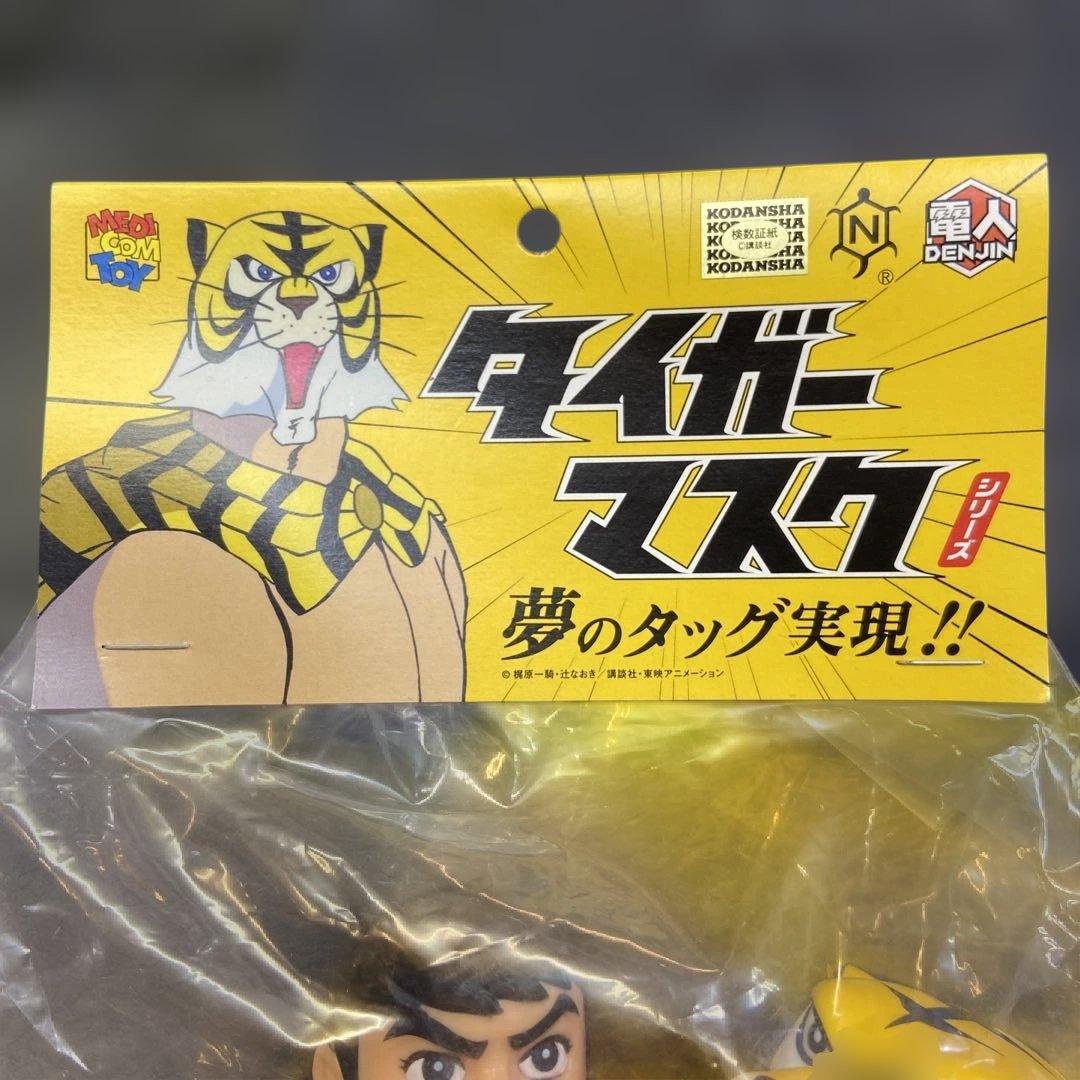 MEDI
COM
TOY
KODANSHA
検数証紙
©講談社
KODANSHA
N
®
電人
DENJIN
タイガー
マスク
シリーズ
夢のタッグ実現!!
© 梶原一騎・辻なおき/講談社・東映アニメーション